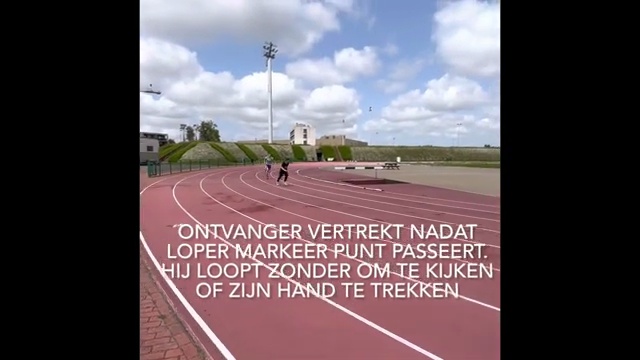 ONTVANGER VERTREKT NADAT
LOPER MARKEER PUNT PASSEERT.
HIJ LOOPT ZONDER OM TE KIJKEN
OF ZIJN HAND TE TREKKEN